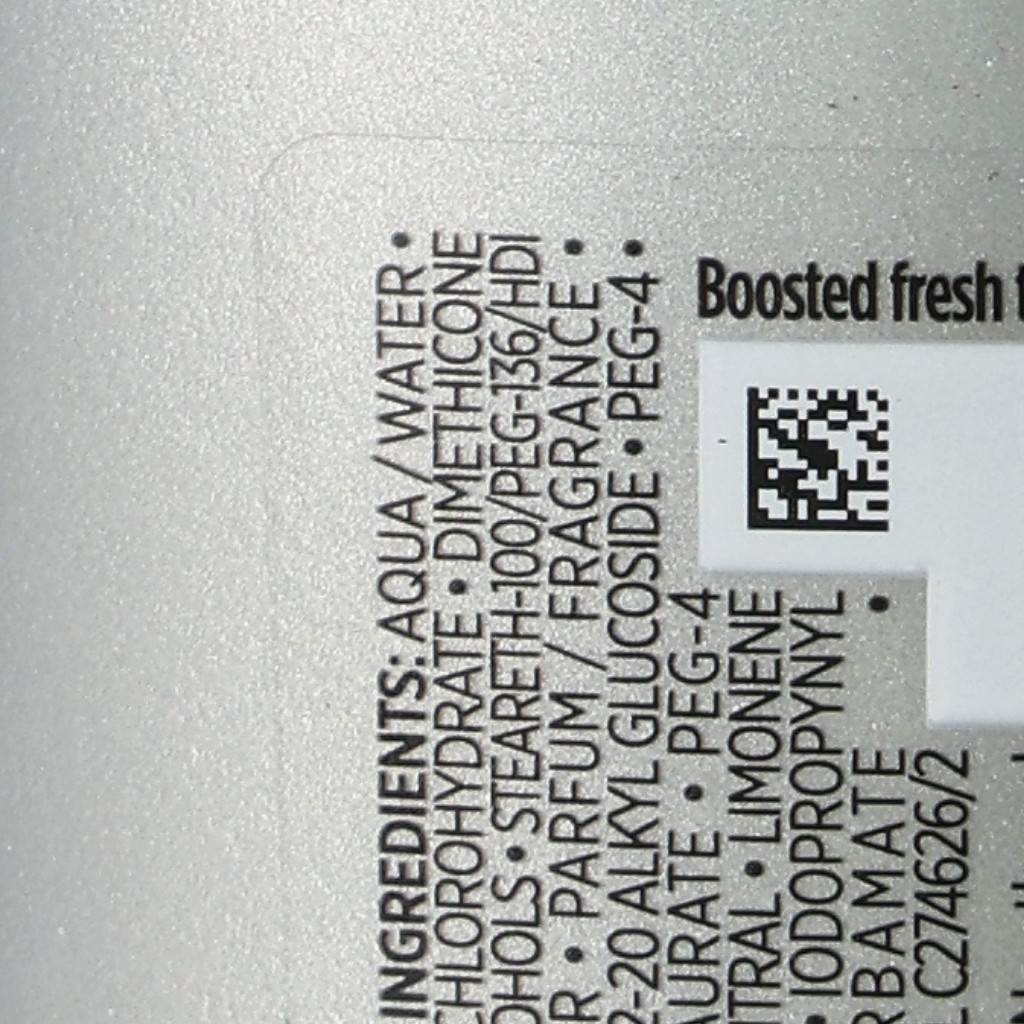 INGREDIENTS: AQUA / WATER •
CHLOROHYDRATE • DIMETHICONE
OHOLS • STEARETH-100/PEG-136/HDI
R • PARFUM / FRAGRANCE •
2-20 ALKYL GLUCOSIDE • PEG-4 •
AURATE • PEG-4
ITRAL • LIMONENE
• IODOPROPYNYL
RBAMATE •
C274626/2
Boosted fresh